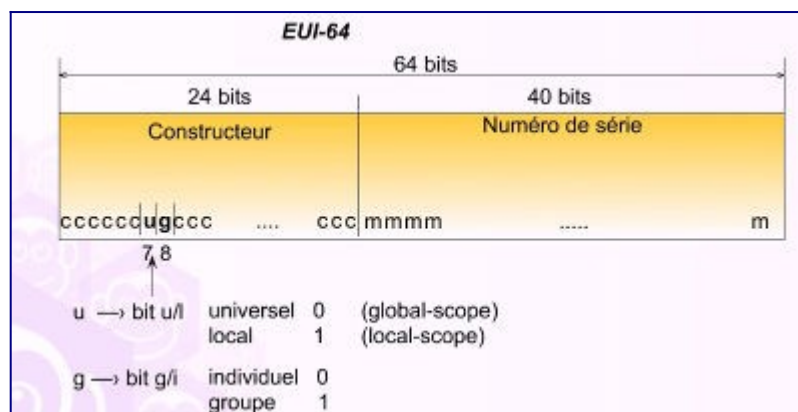 EUI-64
64 bits
24 bits 40 bits
Constructeur Numéro de série
ccccccugccc .... ccc mmmm ..... m
7 8
u → bit u/l universel 0 (global-scope)
local 1 (local-scope)
g → bit g/i individuel 0
groupe 1